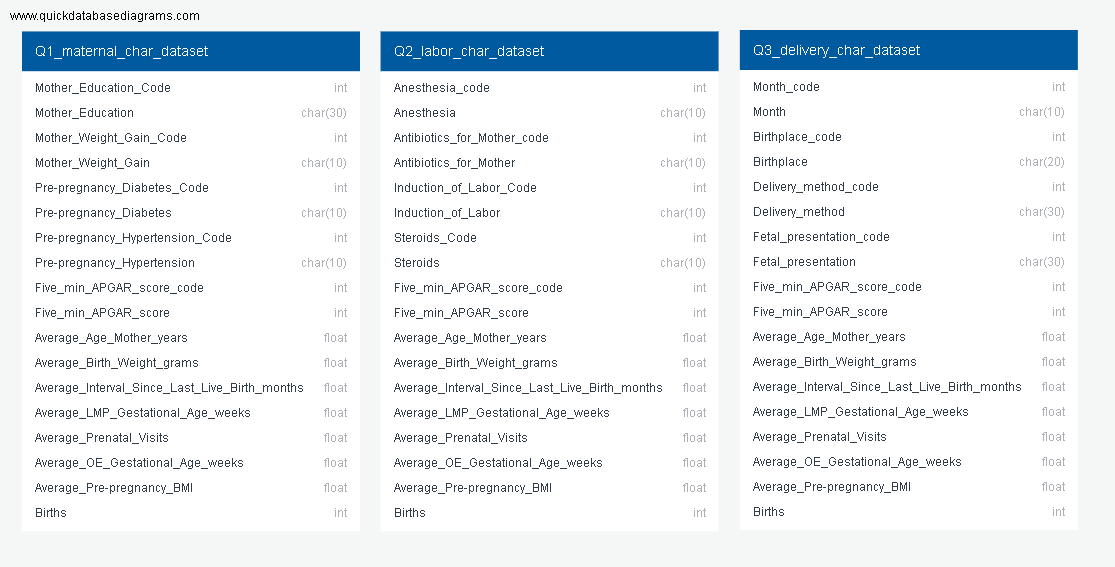 www.quickdatabasediagrams.com
Q1_maternal_char_dataset
Mother_Education_Code int
Mother_Education char(30)
Mother_Weight_Gain_Code int
Mother_Weight_Gain char(10)
Pre-pregnancy_Diabetes_Code int
Pre-pregnancy_Diabetes char(10)
Pre-pregnancy_Hypertension_Code int
Pre-pregnancy_Hypertension char(10)
Five_min_APGAR_score_code int
Five_min_APGAR_score int
Average_Age_Mother_years float
Average_Birth_Weight_grams float
Average_Interval_Since_Last_Live_Birth_months float
Average_LMP_Gestational_Age_weeks float
Average_Prenatal_Visits float
Average_OE_Gestational_Age_weeks float
Average_Pre-pregnancy_BMI float
Births int
Q2_labor_char_dataset
Anesthesia_code int
Anesthesia char(10)
Antibiotics_for_Mother_code int
Antibiotics_for_Mother char(10)
Induction_of_Labor_Code int
Induction_of_Labor char(10)
Steroids_Code int
Steroids char(10)
Five_min_APGAR_score_code int
Five_min_APGAR_score int
Average_Age_Mother_years float
Average_Birth_Weight_grams float
Average_Interval_Since_Last_Live_Birth_months float
Average_LMP_Gestational_Age_weeks float
Average_Prenatal_Visits float
Average_OE_Gestational_Age_weeks float
Average_Pre-pregnancy_BMI float
Births int
Q3_delivery_char_dataset
Month_code int
Month char(10)
Birthplace_code int
Birthplace char(20)
Delivery_method_code int
Delivery_method char(30)
Fetal_presentation_code int
Fetal_presentation char(30)
Five_min_APGAR_score_code int
Five_min_APGAR_score int
Average_Age_Mother_years float
Average_Birth_Weight_grams float
Average_Interval_Since_Last_Live_Birth_months float
Average_LMP_Gestational_Age_weeks float
Average_Prenatal_Visits float
Average_OE_Gestational_Age_weeks float
Average_Pre-pregnancy_BMI float
Births int